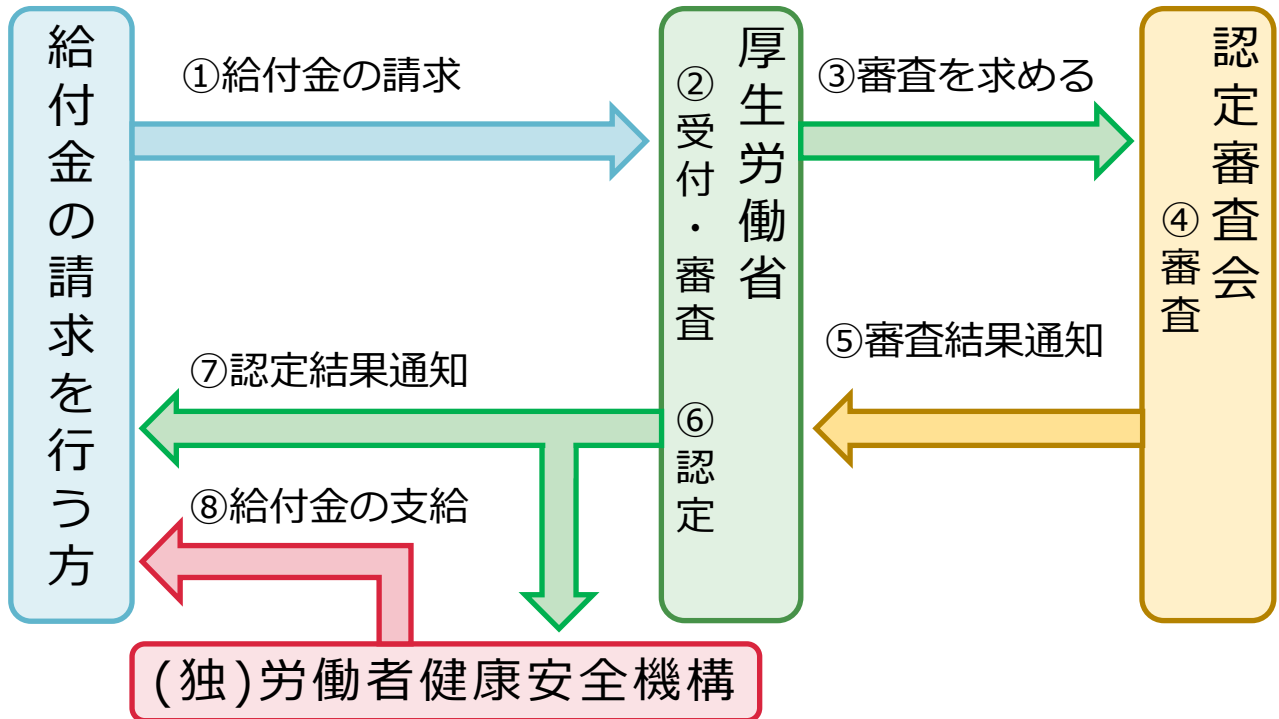 給付金の請求を行う方
①給付金の請求
厚生労働省
②受付・審査
⑥認定
③審査を求める
認定審査会
④審査
⑤審査結果通知
⑦認定結果通知
⑧給付金の支給
(独)労働者健康安全機構